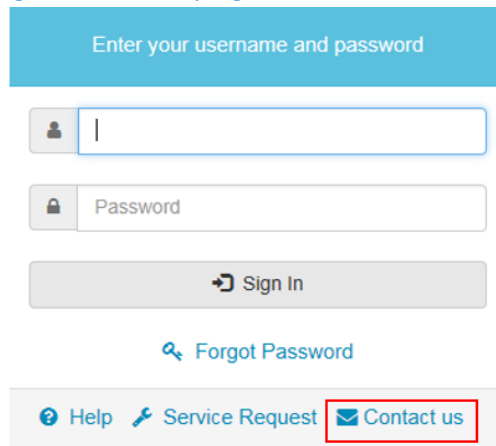 Enter your username and password
Password
Sign In
Forgot Password
Help Service Request Contact us